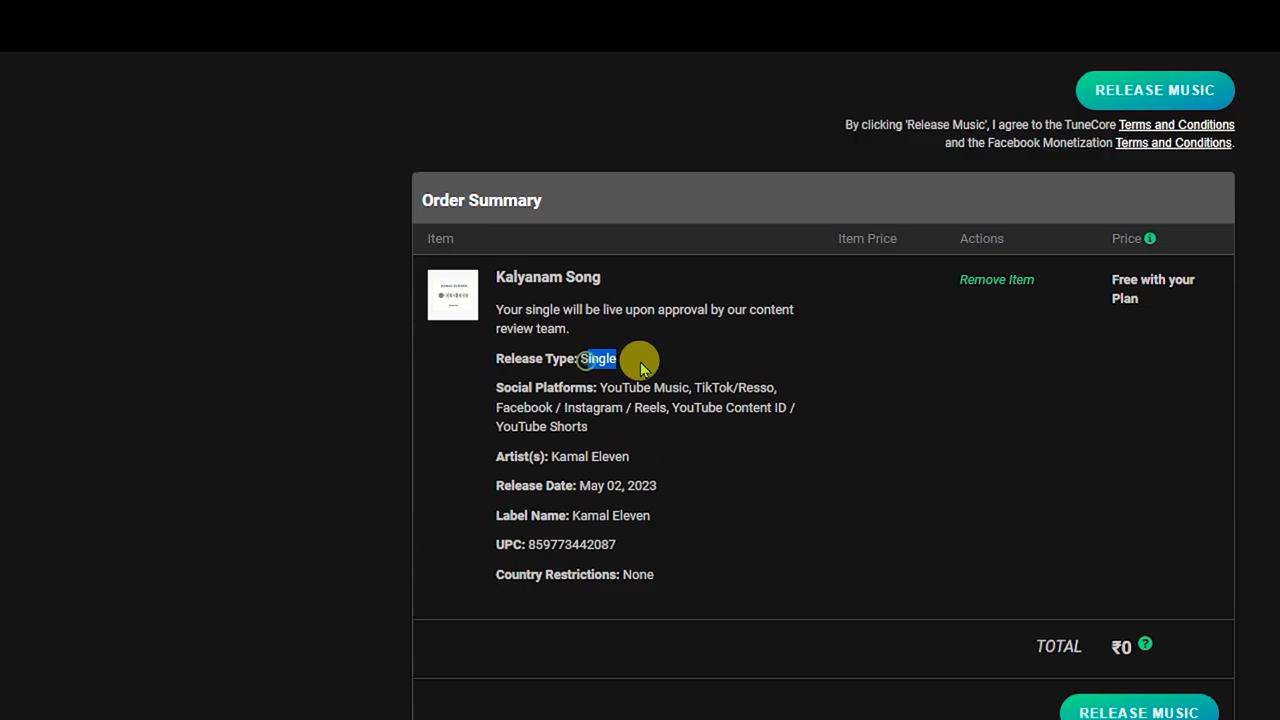 RELEASE MUSIC
By clicking 'Release Music', I agree to the TuneCore Terms and Conditions
and the Facebook Monetization Terms and Conditions.
Order Summary
Item Item Price Actions Price
Kalyanam Song
Remove Item
Free with your
Plan
KAMAL ELEVEN
Your single will be live upon approval by our content
review team.
Release Type: Single
Social Platforms: YouTube Music, TikTok/Resso,
Facebook / Instagram / Reels, YouTube Content ID /
YouTube Shorts
Artist(s): Kamal Eleven
Release Date: May 02, 2023
Label Name: Kamal Eleven
UPC: 859773442087
Country Restrictions: None
TOTAL ₹0 ?
RELEASE MUSIC